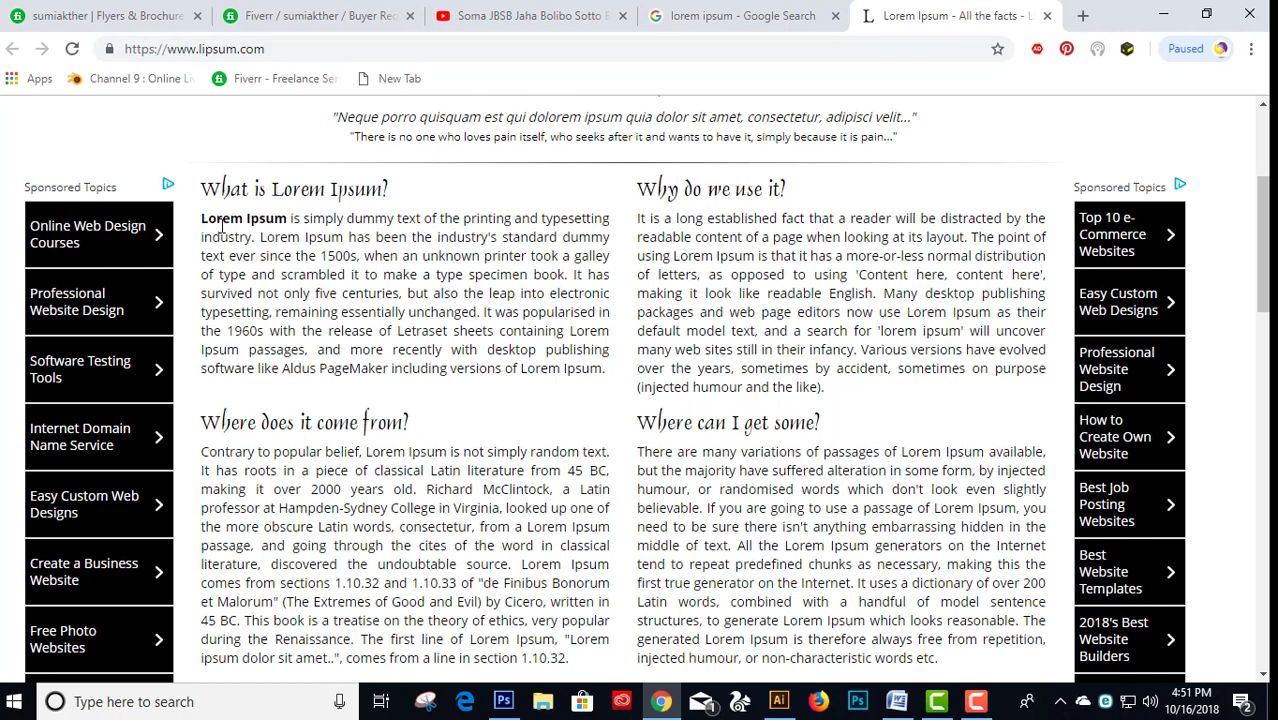 sumiakther | Flyers & Brochure
Fiverr / sumiakther / Buyer Rec
Soma JBSB Jaha Bolibo Sotto B
lorem ipsum - Google Search
Lorem Ipsum - All the facts - L
https://www.lipsum.com
Paused
Apps
Channel 9 : Online Li
Fiverr - Freelance Ser
New Tab
"Neque porro quisquam est qui dolorem ipsum quia dolor sit amet, consectetur, adipisci velit..."
"There is no one who loves pain itself, who seeks after it and wants to have it, simply because it is pain..."
Sponsored Topics
Online Web Design
Courses
Professional
Website Design
Software Testing
Tools
Internet Domain
Name Service
Easy Custom Web
Designs
Create a Business
Website
Free Photo
Websites
What is Lorem Ipsum?
Lorem Ipsum is simply dummy text of the printing and typesetting
industry. Lorem Ipsum has been the industry's standard dummy
text ever since the 1500s, when an unknown printer took a galley
of type and scrambled it to make a type specimen book. It has
survived not only five centuries, but also the leap into electronic
typesetting, remaining essentially unchanged. It was popularised in
the 1960s with the release of Letraset sheets containing Lorem
Ipsum passages, and more recently with desktop publishing
software like Aldus PageMaker including versions of Lorem Ipsum.
Why do we use it?
It is a long established fact that a reader will be distracted by the
readable content of a page when looking at its layout. The point of
using Lorem Ipsum is that it has a more-or-less normal distribution
of letters, as opposed to using 'Content here, content here',
making it look like readable English. Many desktop publishing
packages and web page editors now use Lorem Ipsum as their
default model text, and a search for 'lorem ipsum' will uncover
many web sites still in their infancy. Various versions have evolved
over the years, sometimes by accident, sometimes on purpose
(injected humour and the like).
Where does it come from?
Contrary to popular belief, Lorem Ipsum is not simply random text.
It has roots in a piece of classical Latin literature from 45 BC,
making it over 2000 years old. Richard McClintock, a Latin
professor at Hampden-Sydney College in Virginia, looked up one of
the more obscure Latin words, consectetur, from a Lorem Ipsum
passage, and going through the cites of the word in classical
literature, discovered the undoubtable source. Lorem Ipsum
comes from sections 1.10.32 and 1.10.33 of "de Finibus Bonorum
et Malorum" (The Extremes of Good and Evil) by Cicero, written in
45 BC. This book is a treatise on the theory of ethics, very popular
during the Renaissance. The first line of Lorem Ipsum, "Lorem
ipsum dolor sit amet..", comes from a line in section 1.10.32.
Where can I get some?
There are many variations of passages of Lorem Ipsum available,
but the majority have suffered alteration in some form, by injected
humour, or randomised words which don't look even slightly
believable. If you are going to use a passage of Lorem Ipsum, you
need to be sure there isn't anything embarrassing hidden in the
middle of text. All the Lorem Ipsum generators on the Internet
tend to repeat predefined chunks as necessary, making this the
first true generator on the Internet. It uses a dictionary of over 200
Latin words, combined with a handful of model sentence
structures, to generate Lorem Ipsum which looks reasonable. The
generated Lorem Ipsum is therefore always free from repetition,
injected humour, or non-characteristic words etc.
Sponsored Topics
Top 10 e-
Commerce
Websites
Easy Custom
Web Designs
Professional
Website
Design
How to
Create Own
Website
Best Job
Posting
Websites
Best
Website
Templates
2018's Best
Website
Builders
Type here to search
4:51 PM
10/16/2018